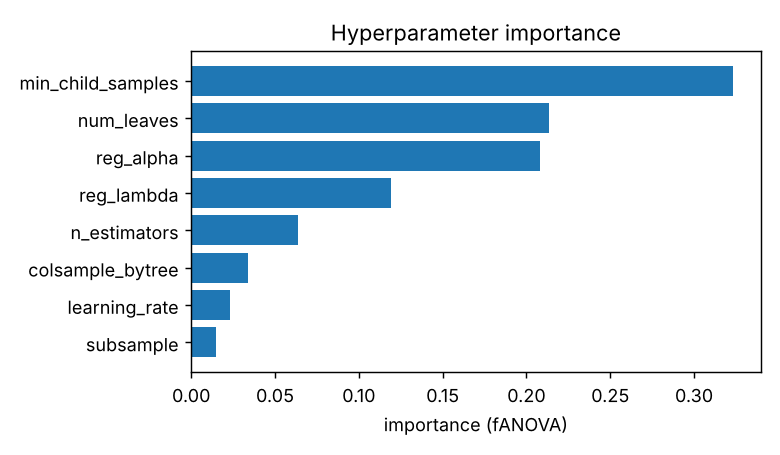 Hyperparameter importance
min_child_samples
num_leaves
reg_alpha
reg_lambda
n_estimators
colsample_bytree
learning_rate
subsample
0.00 0.05 0.10 0.15 0.20 0.25 0.30
importance (fANOVA)